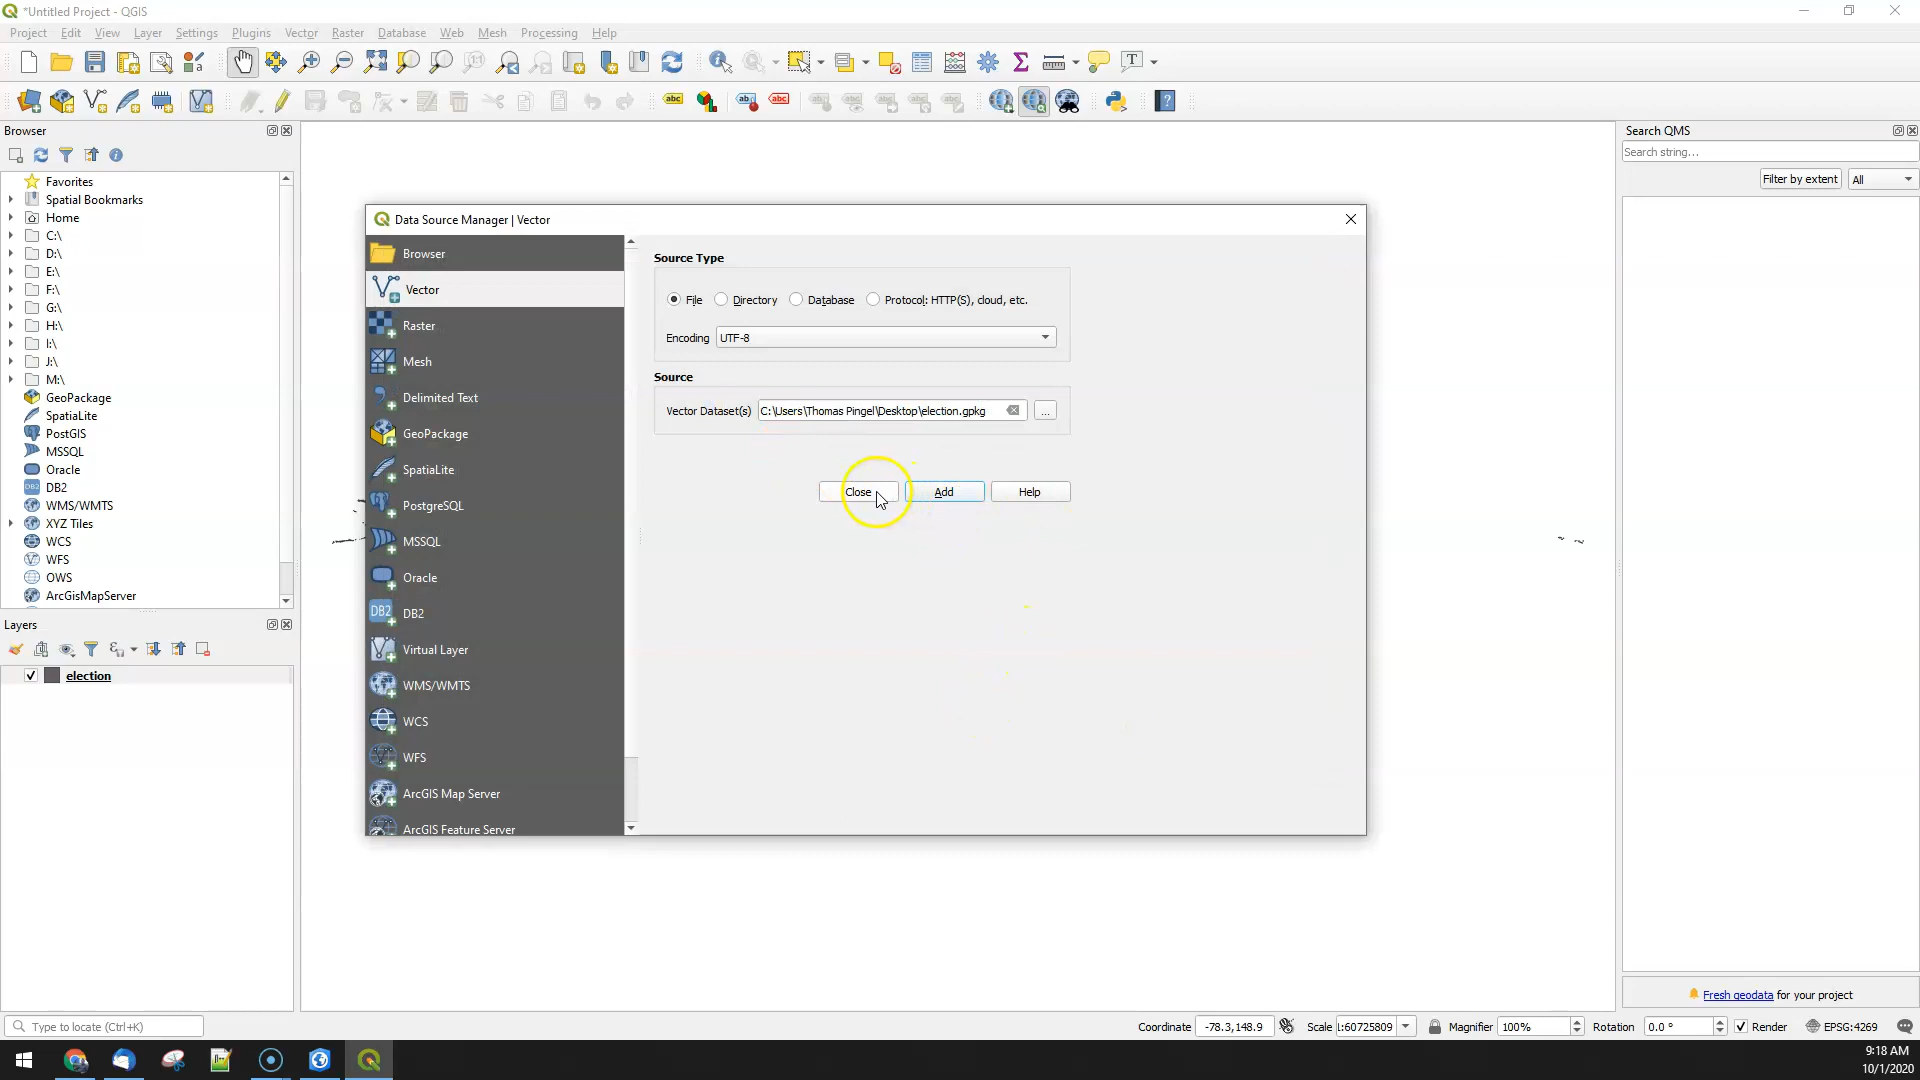 *Untitled Project - QGIS
Project Edit View Layer Settings Plugins Vector Raster Database Web Mesh Processing Help
Browser
Favorites
Spatial Bookmarks
Home
C:\
D:\
E:\
F:\
G:\
H:\
I:\
J:\
M:\
GeoPackage
SpatiaLite
PostGIS
MSSQL
Oracle
DB2
WMS/WMTS
XYZ Tiles
WCS
WFS
OWS
ArcGisMapServer
Layers
election
Type to locate (Ctrl+K)
Data Source Manager | Vector
Browser
Vector
Raster
Mesh
Delimited Text
GeoPackage
SpatiaLite
PostgreSQL
MSSQL
Oracle
DB2
Virtual Layer
WMS/WMTS
WCS
WFS
ArcGIS Map Server
ArcGIS Feature Server
Source Type
File Directory Database Protocol: HTTP(S), cloud, etc.
Encoding UTF-8
Source
Vector Dataset(s) C:\Users\Thomas Pingel\Desktop\election.gpkg ...
Close Add Help
Search QMS
Search string...
Filter by extent All
Fresh geodata for your project
Coordinate -78.3,148.9 Scale 1:60725809 Magnifier 100% Rotation 0.0 ° Render EPSG:4269
9:18 AM
10/1/2020